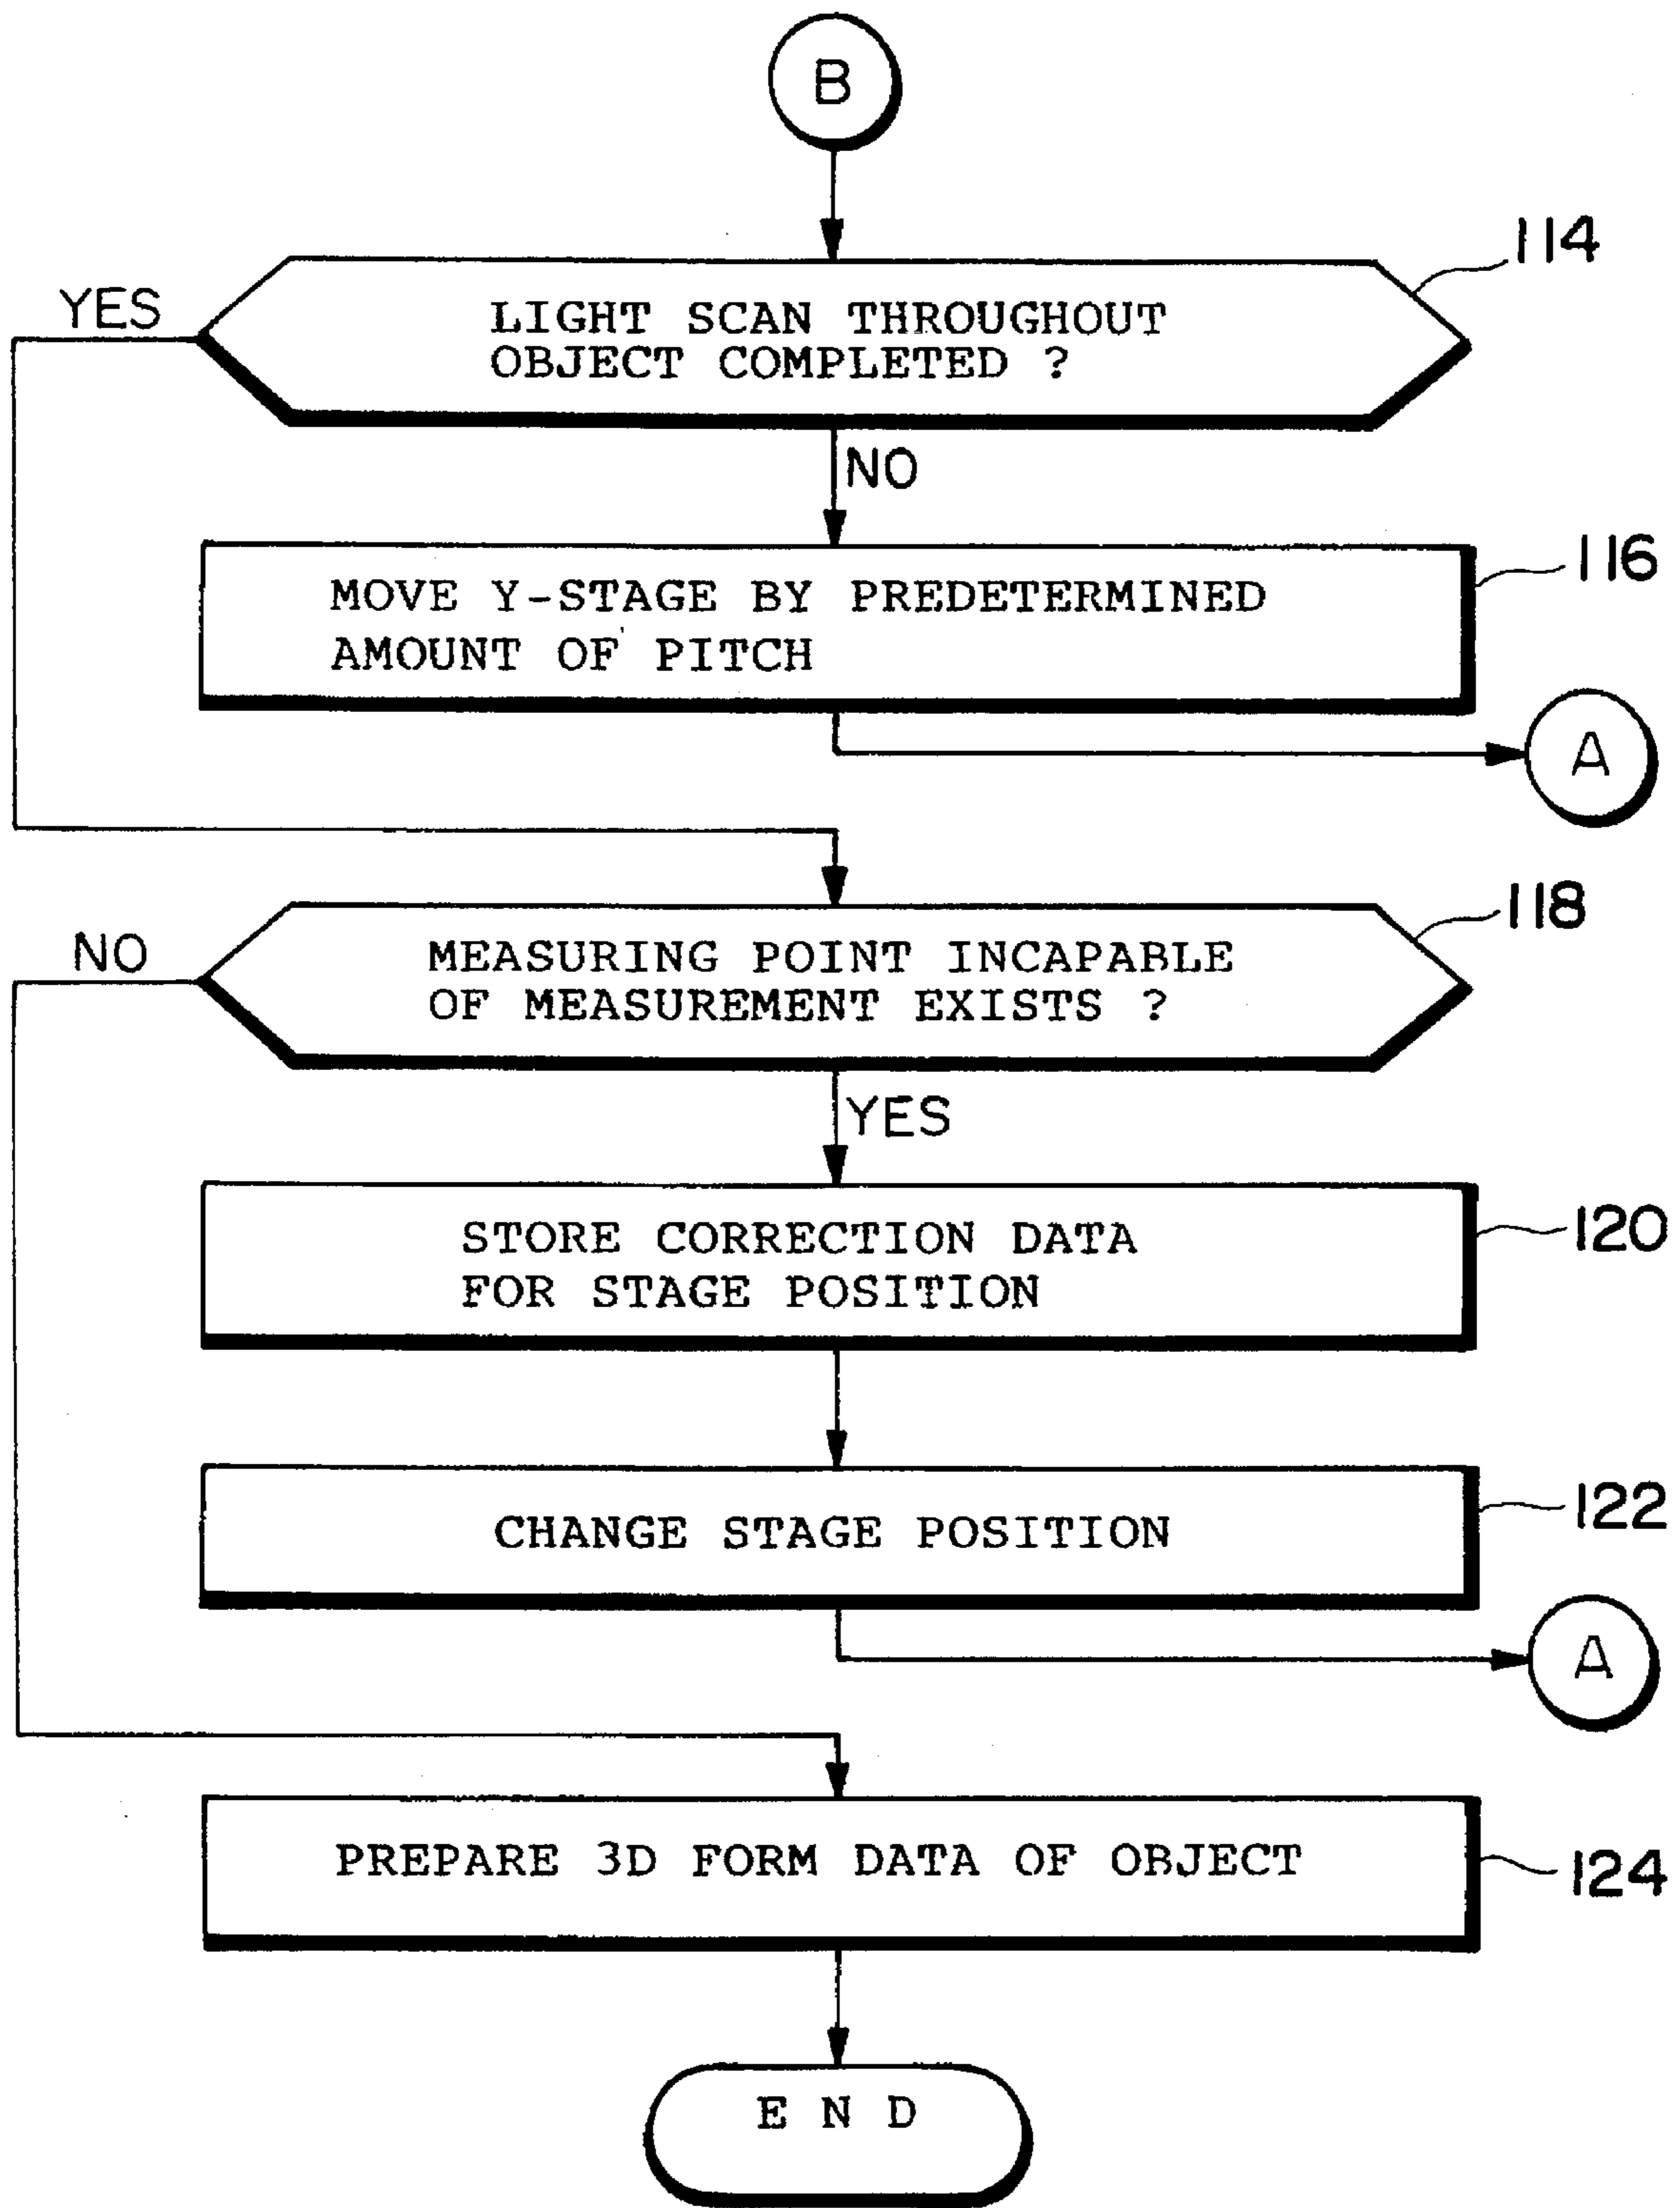 B
114
YES
LIGHT SCAN THROUGHOUT
OBJECT COMPLETED ?
NO
116
MOVE Y-STAGE BY PREDETERMINED
AMOUNT OF PITCH
A
118
NO
MEASURING POINT INCAPABLE
OF MEASUREMENT EXISTS ?
YES
120
STORE CORRECTION DATA
FOR STAGE POSITION
122
CHANGE STAGE POSITION
A
PREPARE 3D FORM DATA OF OBJECT
124
END